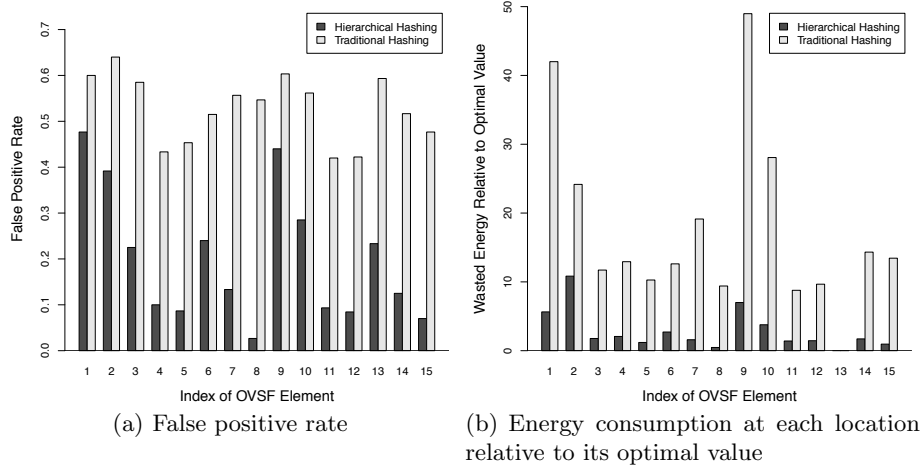 Hierarchical Hashing
Traditional Hashing
False Positive Rate
0.7
0.6
0.5
0.4
0.3
0.2
0.1
0.0
1 2 3 4 5 6 7 8 9 10 11 12 13 14 15
Index of OVSF Element
(a) False positive rate
Hierarchical Hashing
Traditional Hashing
Wasted Energy Relative to Optimal Value
50
40
30
20
10
0
1 2 3 4 5 6 7 8 9 10 11 12 13 14 15
Index of OVSF Element
(b) Energy consumption at each location
relative to its optimal value